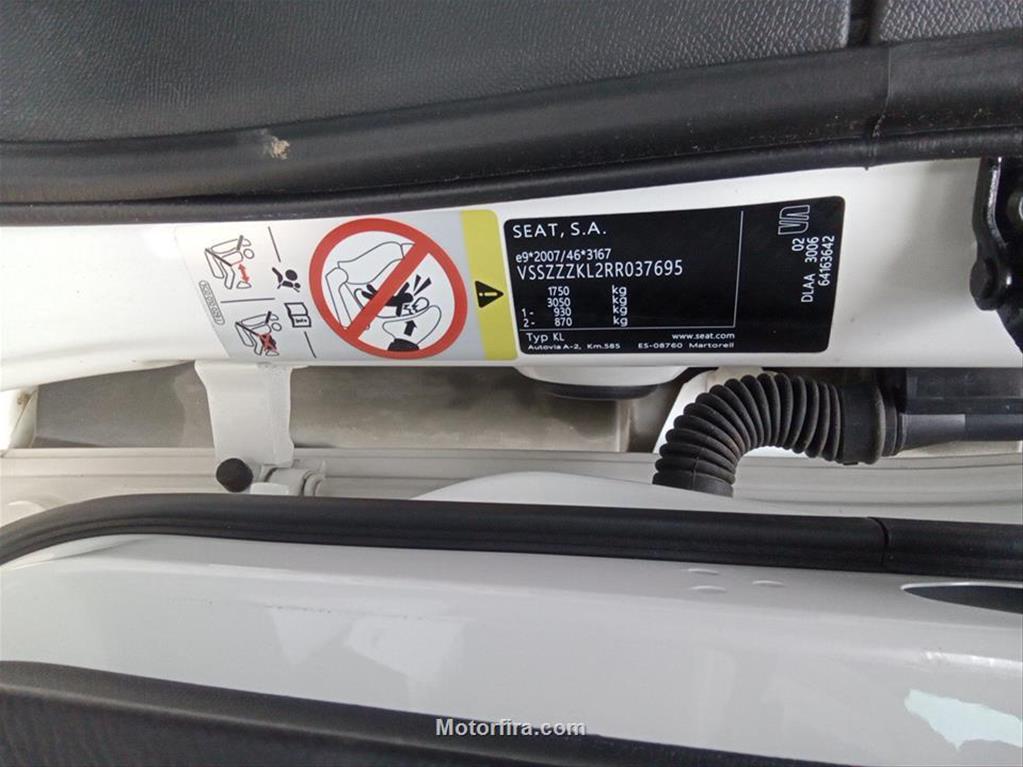 SEAT, S.A.
e9*2007/46*3167
VSSZZZKL2RR037695
1750 kg
3050 kg
1- 930 kg
2- 870 kg
Typ KL www.seat.com
Autovia A-2, Km.585 ES-08760 Martorell
02
DLAA 3006
64163642
Motorfira.com